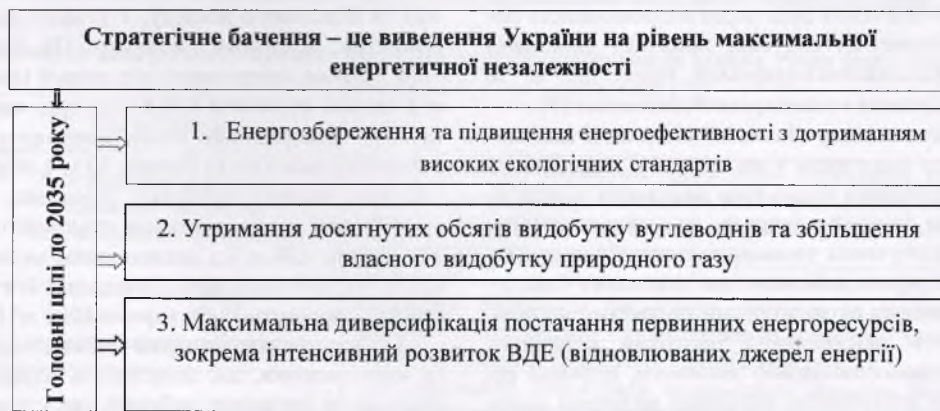 Стратегічне бачення – це виведення України на рівень максимальної
енергетичної незалежності
Головні цілі до 2035 року
1. Енергозбереження та підвищення енергоефективності з дотриманням
високих екологічних стандартів
2. Утримання досягнутих обсягів видобутку вуглеводнів та збільшення
власного видобутку природного газу
3. Максимальна диверсифікація постачання первинних енергоресурсів,
зокрема інтенсивний розвиток ВДЕ (відновлюваних джерел енергії)